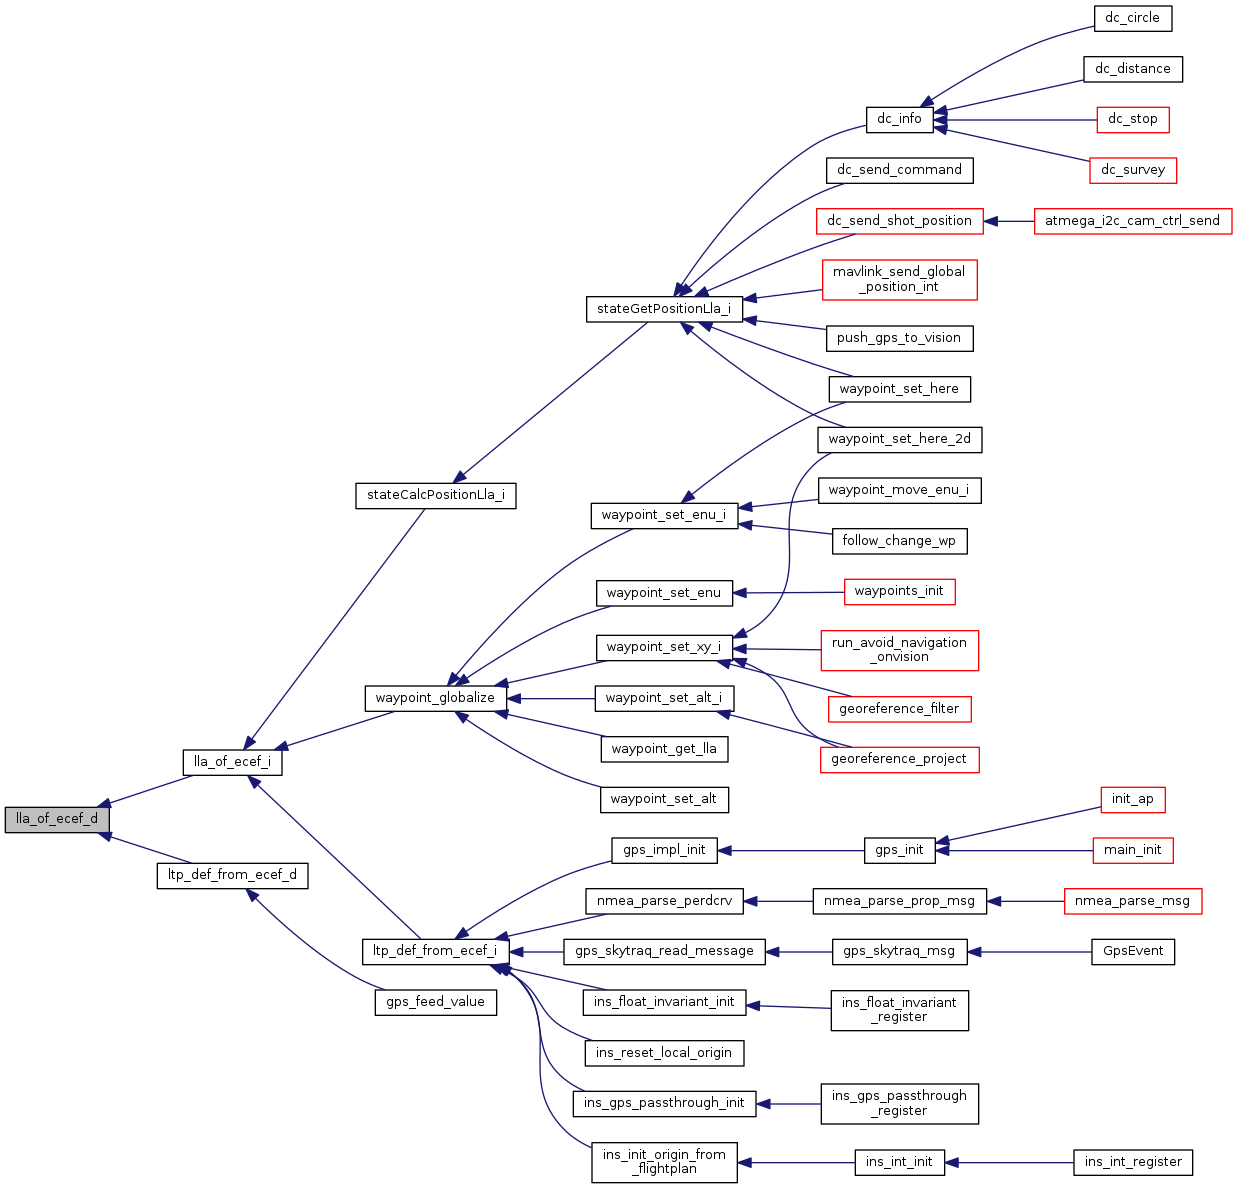 dc_circle
dc_distance
dc_info
dc_stop
dc_survey
dc_send_command
dc_send_shot_position
atmega_i2c_cam_ctrl_send
mavlink_send_global
_position_int
stateGetPositionLla_i
push_gps_to_vision
waypoint_set_here
waypoint_set_here_2d
stateCalcPositionLla_i
waypoint_move_enu_i
waypoint_set_enu_i
follow_change_wp
waypoint_set_enu
waypoints_init
waypoint_set_xy_i
run_avoid_navigation
_onvision
waypoint_globalize
waypoint_set_alt_i
georeference_filter
waypoint_get_lla
georeference_project
lla_of_ecef_i
waypoint_set_alt
init_ap
lla_of_ecef_d
gps_impl_init
gps_init
main_init
ltp_def_from_ecef_d
nmea_parse_perdcrv
nmea_parse_prop_msg
nmea_parse_msg
ltp_def_from_ecef_i
gps_skytraq_read_message
gps_skytraq_msg
GpsEvent
gps_feed_value
ins_float_invariant_init
ins_float_invariant
_register
ins_reset_local_origin
ins_gps_passthrough_init
ins_gps_passthrough
_register
ins_init_origin_from
_flightplan
ins_int_init
ins_int_register